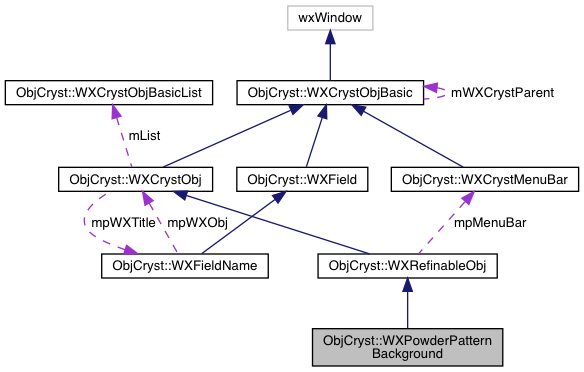 wxWindow
ObjCryst::WXCrystObjBasicList
ObjCryst::WXCrystObjBasic
mWXCrystParent
mList
ObjCryst::WXCrystObj
ObjCryst::WXField
ObjCryst::WXCrystMenuBar
mpWXTitle
mpWXObj
mpMenuBar
ObjCryst::WXFieldName
ObjCryst::WXRefinableObj
ObjCryst::WXPowderPattern
Background